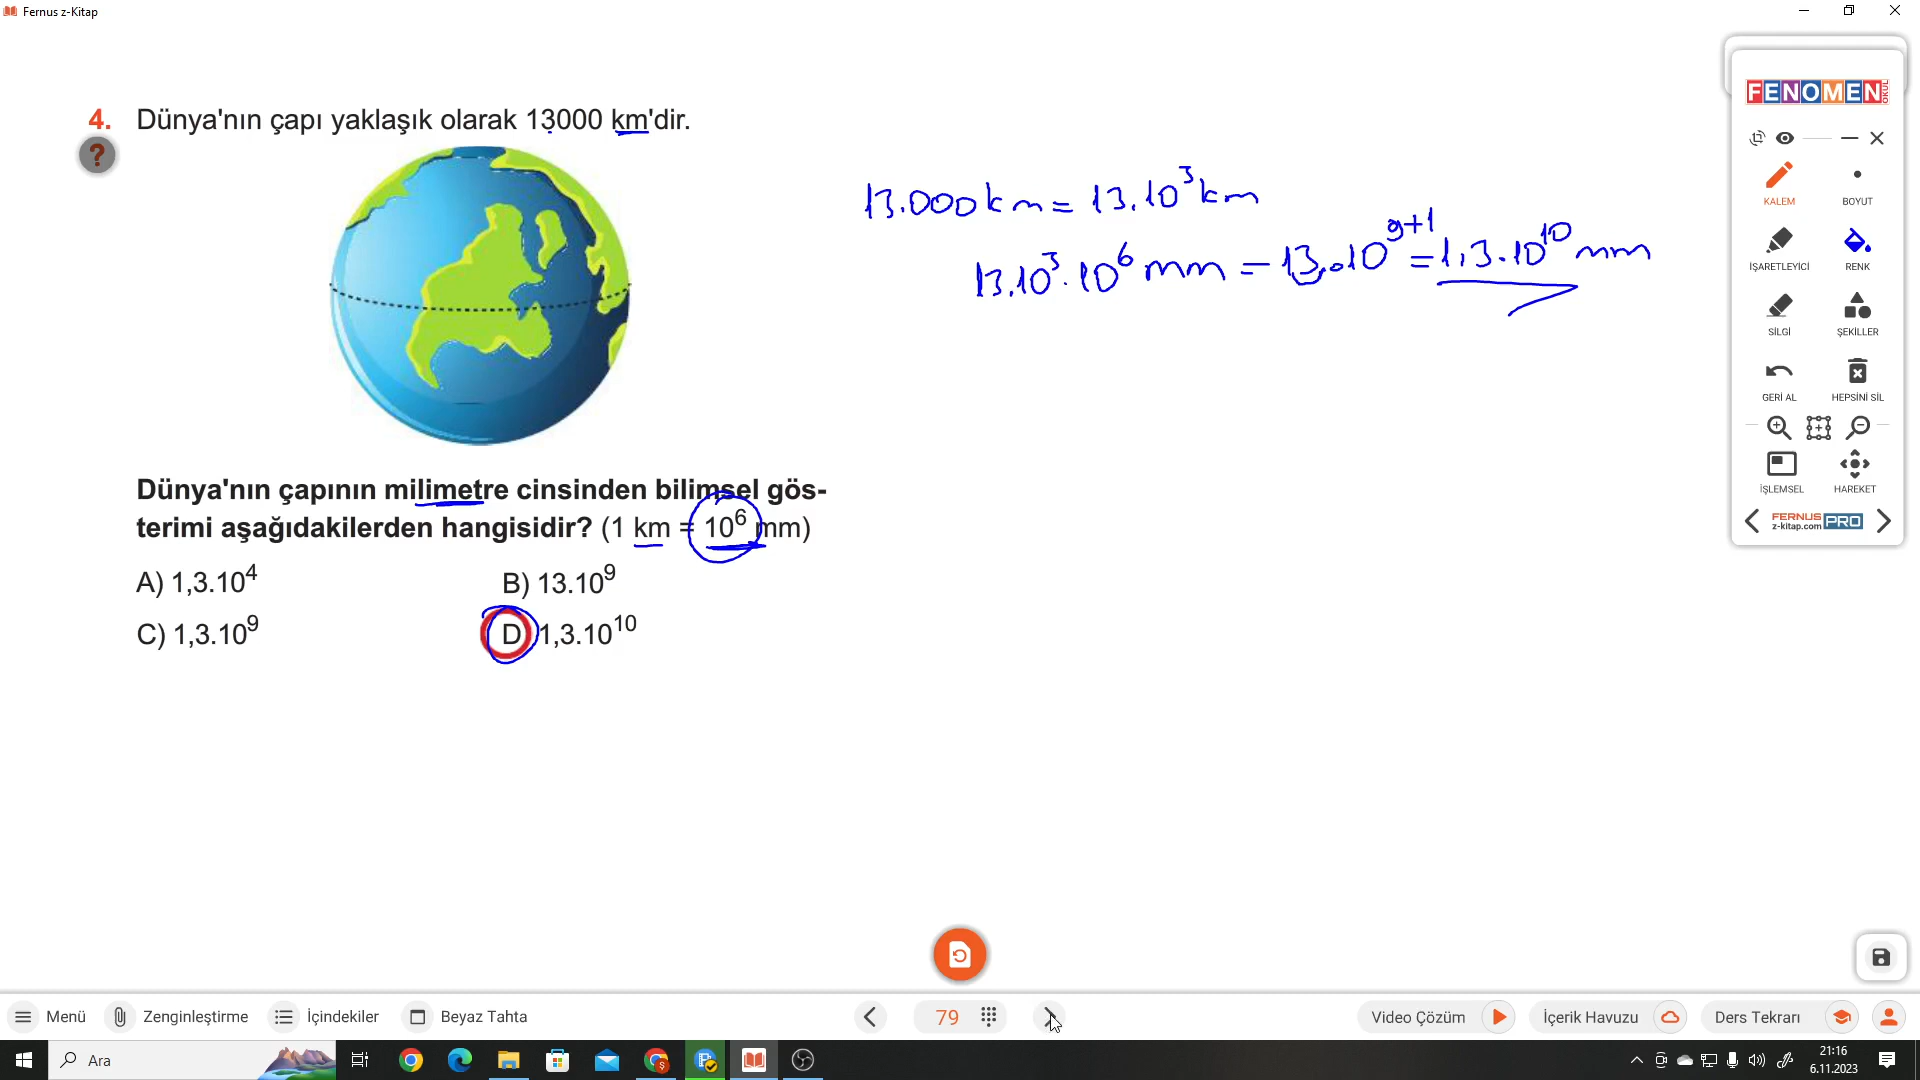 Fernus z-Kitap
4. Dünya'nın çapı yaklaşık olarak 13000 km'dir.
?
13.000 km = 13.10³ km
13.10³.10⁶ mm = 13,.10⁹⁺¹ = 1,3.10¹⁰ mm
Dünya'nın çapının milimetre cinsinden bilimsel gös-
terimi aşağıdakilerden hangisidir? (1 km = 10⁶ mm)
A) 1,3.10⁴
B) 13.10⁹
C) 1,3.10⁹
D) 1,3.10¹⁰
FENOMEN OKUL
KALEM
BOYUT
İŞARETLEYİCİ
RENK
SİLGİ
ŞEKİLLER
GERİ AL
HEPSİNİ SİL
İŞLEMSEL
HAREKET
FERNUS
z-kitap.com PRO
Menü
Zenginleştirme
İçindekiler
Beyaz Tahta
79
Video Çözüm
İçerik Havuzu
Ders Tekrarı
Ara
21:16
6.11.2023